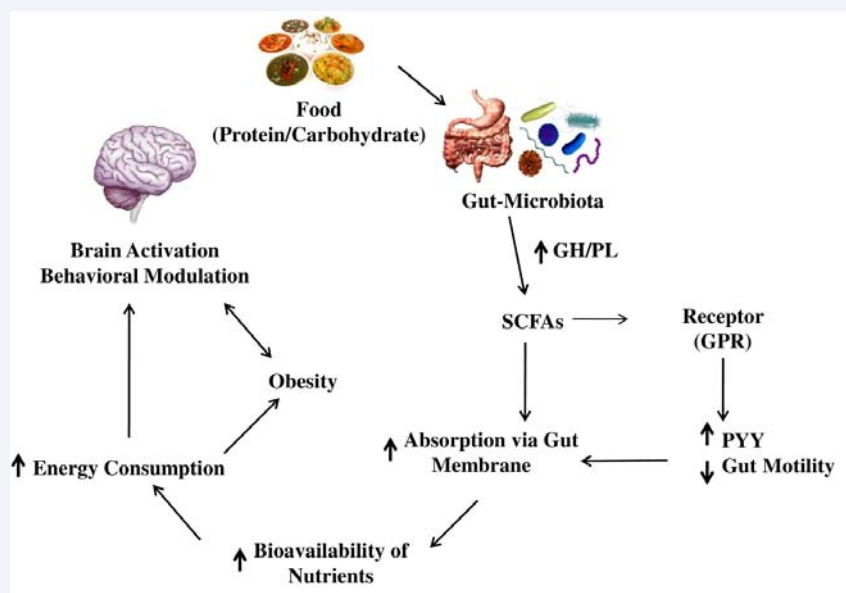 Food
(Protein/Carbohydrate)
Gut-Microbiota
↑ GH/PL
SCFAs
Receptor
(GPR)
↑ PYY
↓ Gut Motility
↑ Absorption via Gut
Membrane
↑ Bioavailability of
Nutrients
↑ Energy Consumption
Obesity
Brain Activation
Behavioral Modulation